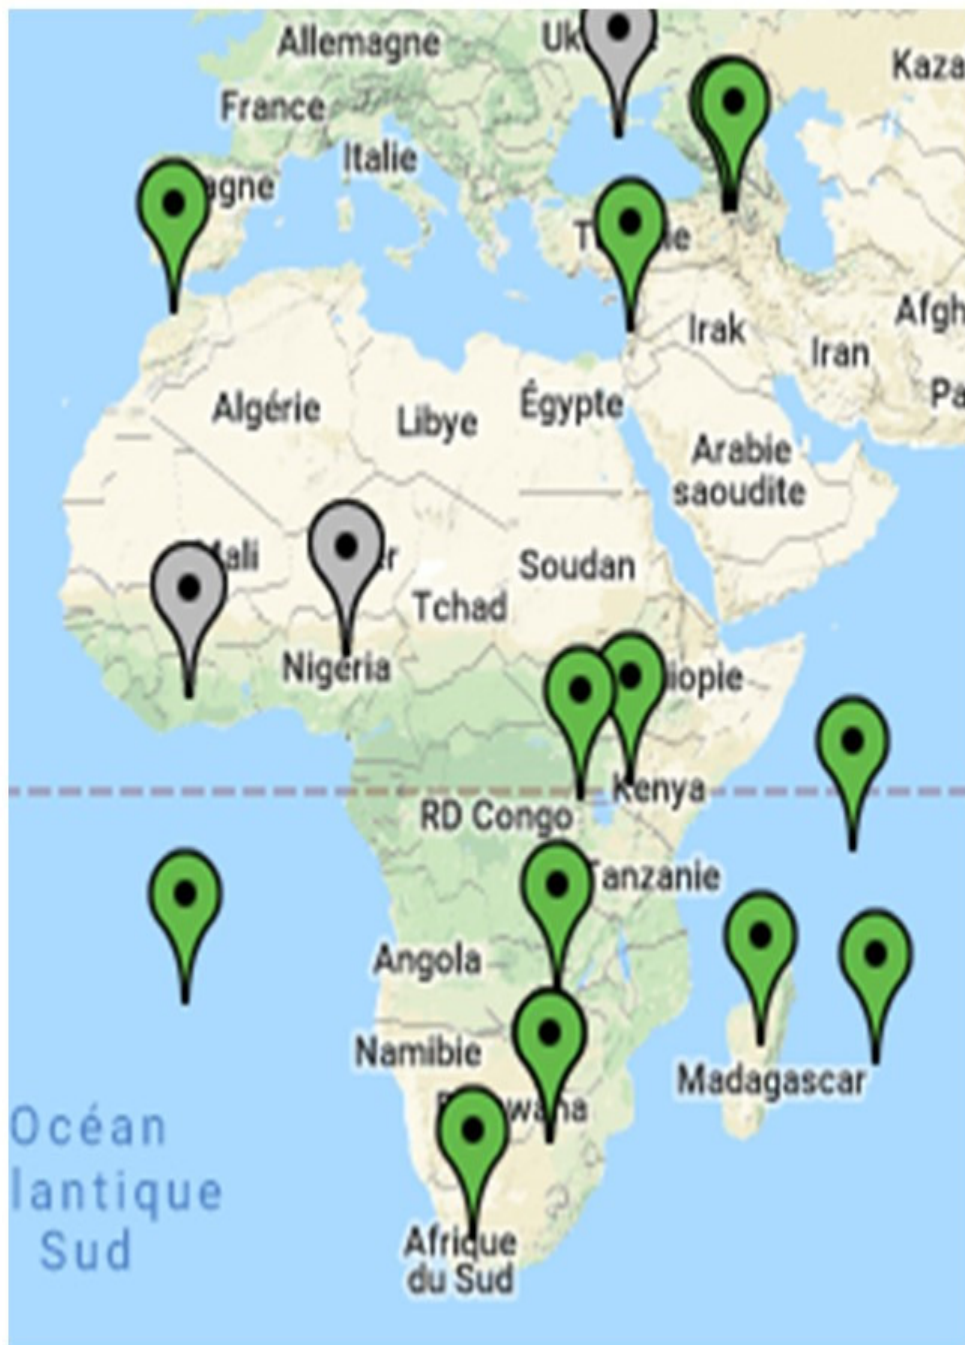 Allemagne
Uk
Kaza
France
Italie
agne
T
ie
Afgh
Irak
Iran
Pa
Algérie
Libye
Égypte
Arabie
saoudite
Mali
r
Soudan
Tchad
Nigeria
iopie
Kenya
RD Congo
Tanzanie
Angola
Namibie
Madagascar
wana
Océan
lantique
Sud
Afrique
du Sud